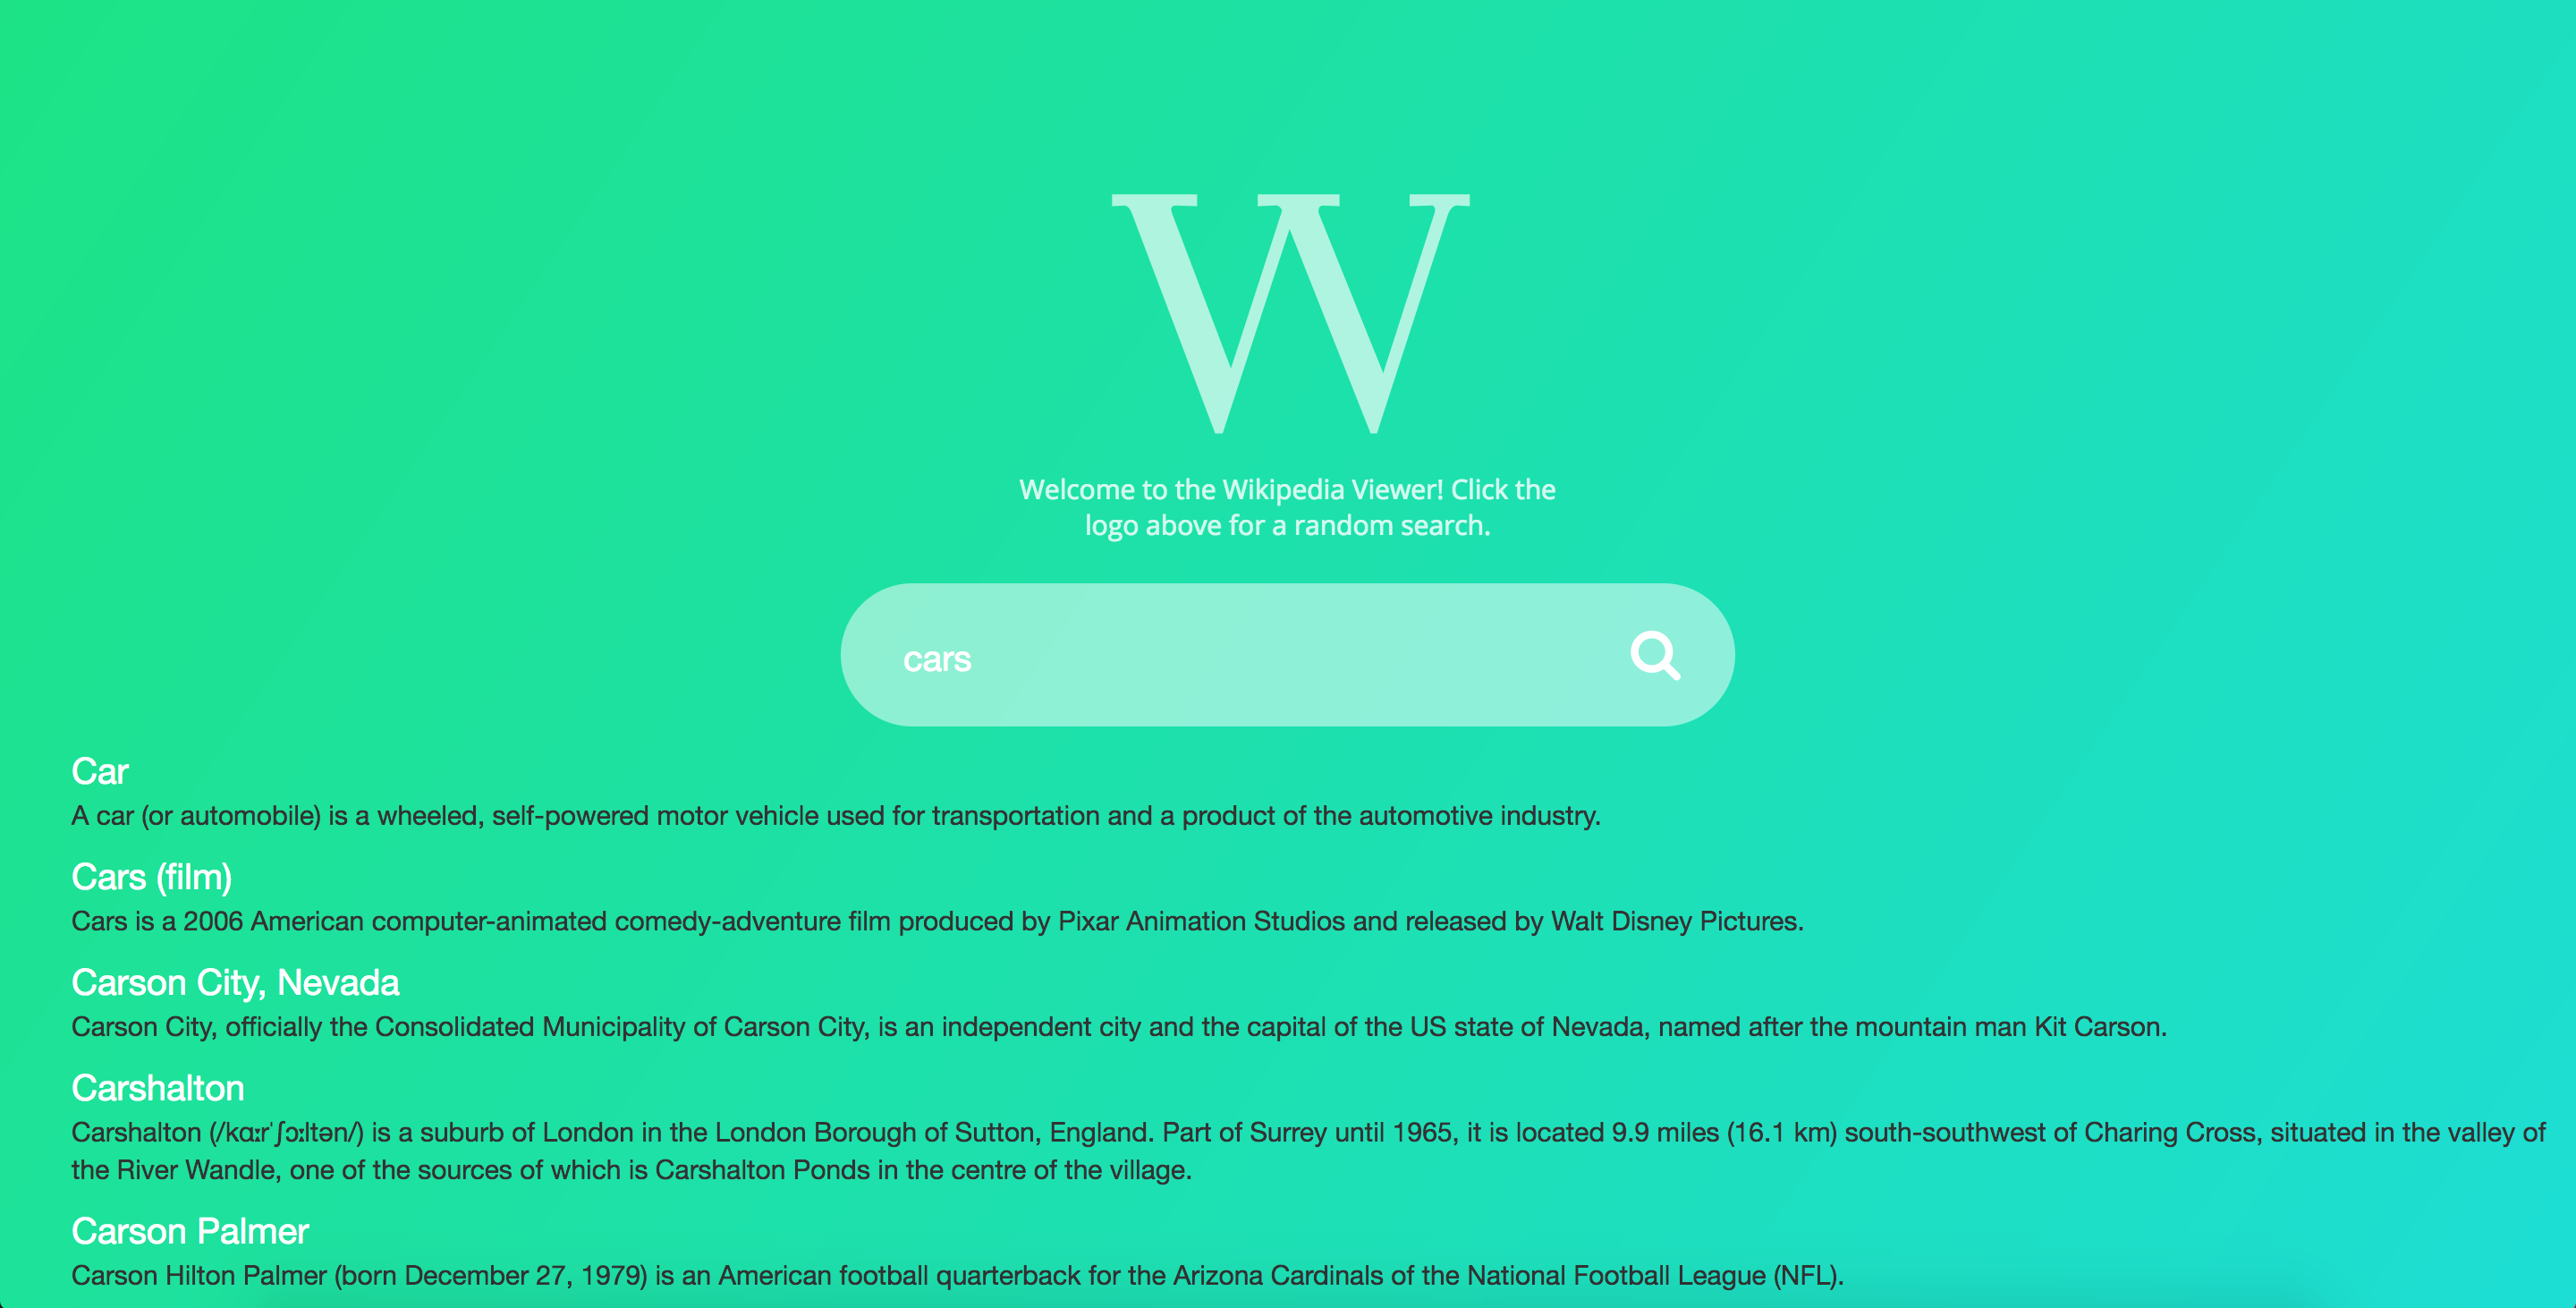 W
Welcome to the Wikipedia Viewer! Click the
logo above for a random search.
cars
Car
A car (or automobile) is a wheeled, self-powered motor vehicle used for transportation and a product of the automotive industry.
Cars (film)
Cars is a 2006 American computer-animated comedy-adventure film produced by Pixar Animation Studios and released by Walt Disney Pictures.
Carson City, Nevada
Carson City, officially the Consolidated Municipality of Carson City, is an independent city and the capital of the US state of Nevada, named after the mountain man Kit Carson.
Carshalton
Carshalton (/kɑːrˈʃɔːltən/) is a suburb of London in the London Borough of Sutton, England. Part of Surrey until 1965, it is located 9.9 miles (16.1 km) south-southwest of Charing Cross, situated in the valley of
the River Wandle, one of the sources of which is Carshalton Ponds in the centre of the village.
Carson Palmer
Carson Hilton Palmer (born December 27, 1979) is an American football quarterback for the Arizona Cardinals of the National Football League (NFL).